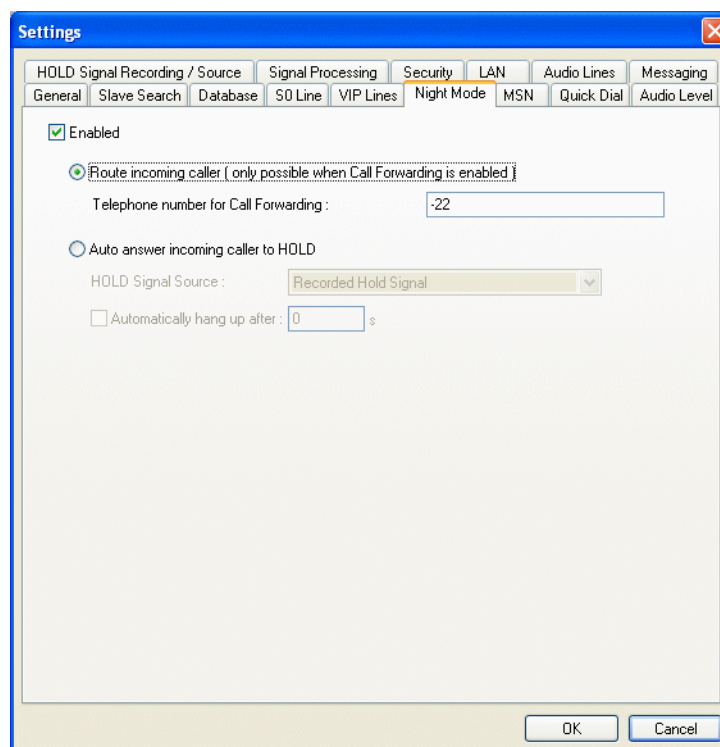 Settings
HOLD Signal Recording / Source Signal Processing Security LAN Audio Lines Messaging
General Slave Search Database S0 Line VIP Lines Night Mode MSN Quick Dial Audio Level
Enabled
Route incoming caller ( only possible when Call Forwarding is enabled )
Telephone number for Call Forwarding : -22
Auto answer incoming caller to HOLD
HOLD Signal Source : Recorded Hold Signal
Automatically hang up after : 0 s
OK Cancel